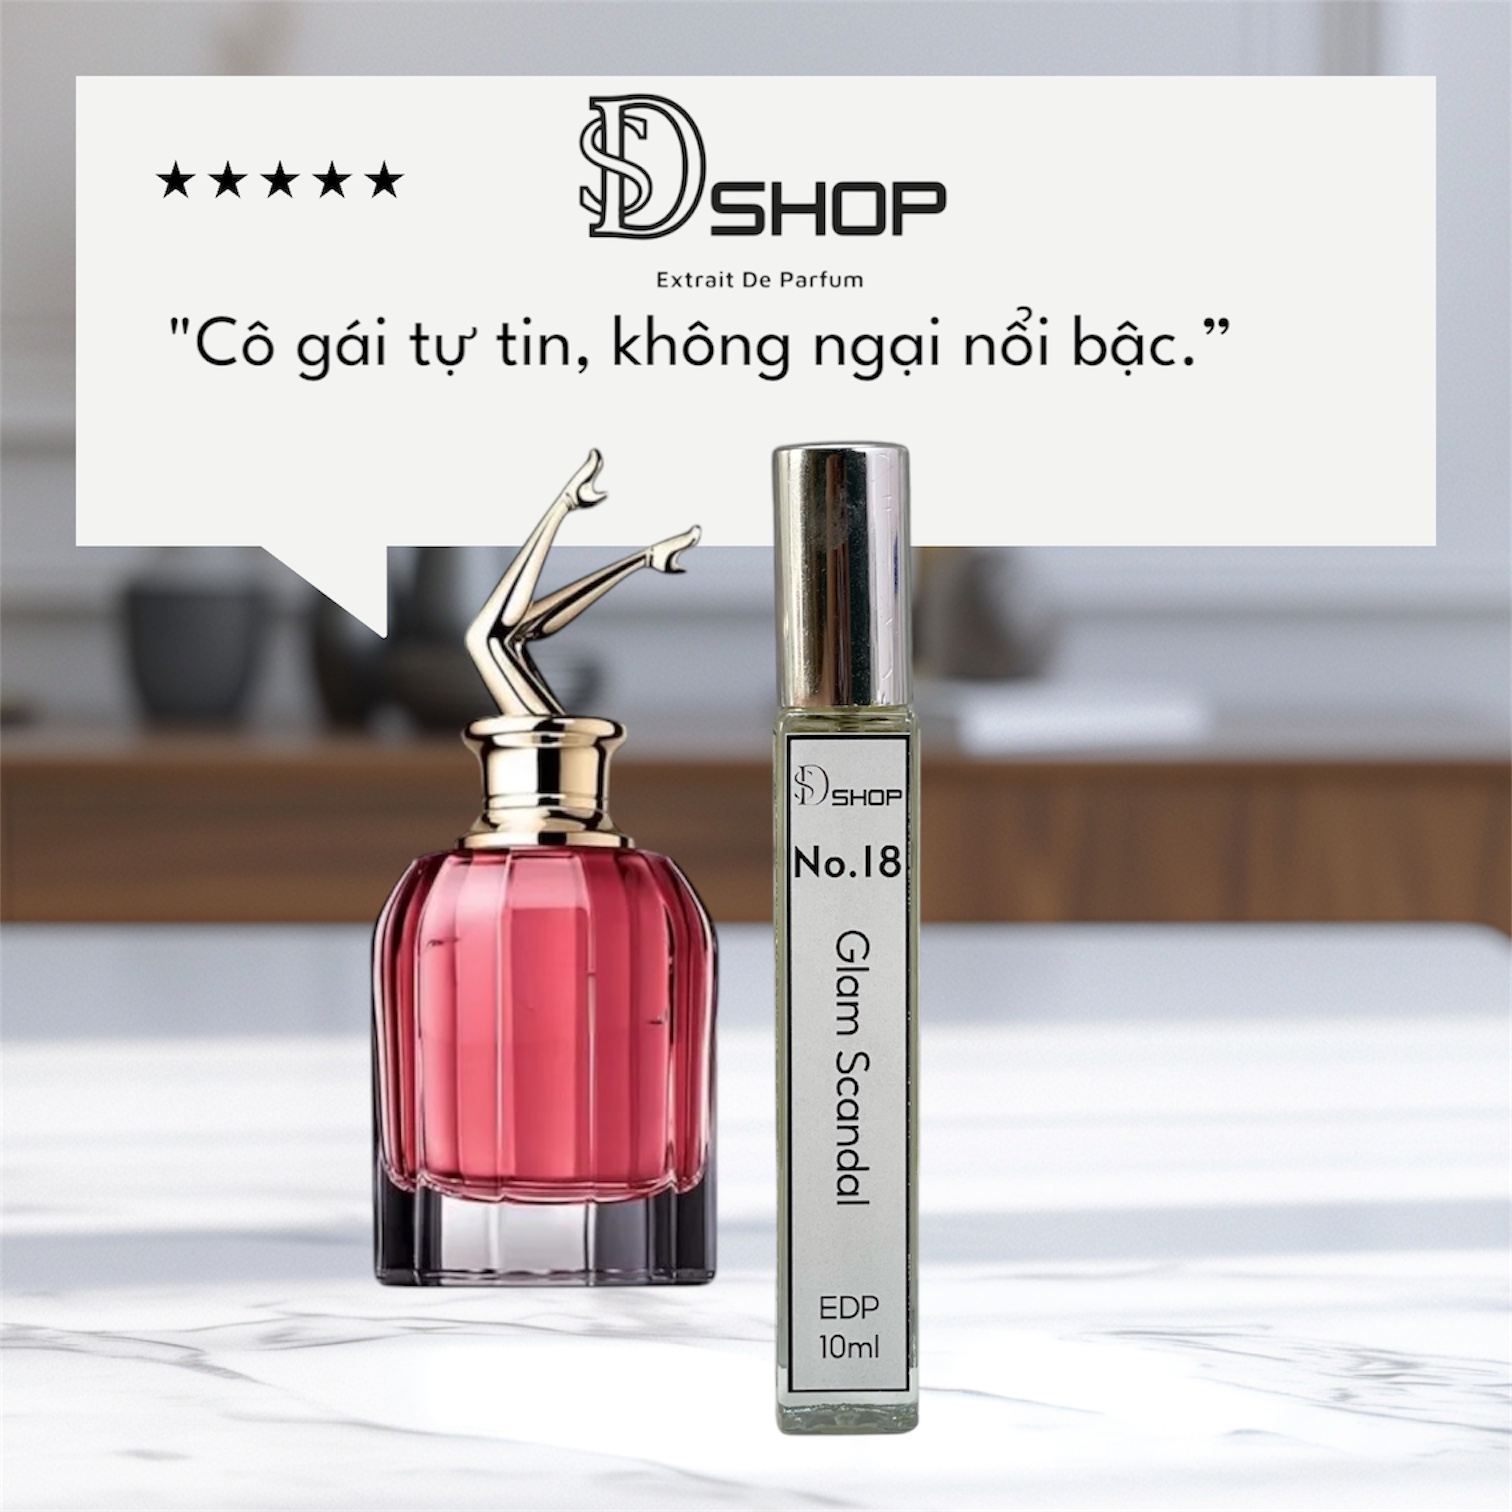 ★★★★★
SD SHOP
Extrait De Parfum
"Cô gái tự tin, không ngại nổi bậc.”
SD SHOP
No.18
Glam Scandal
EDP
10ml